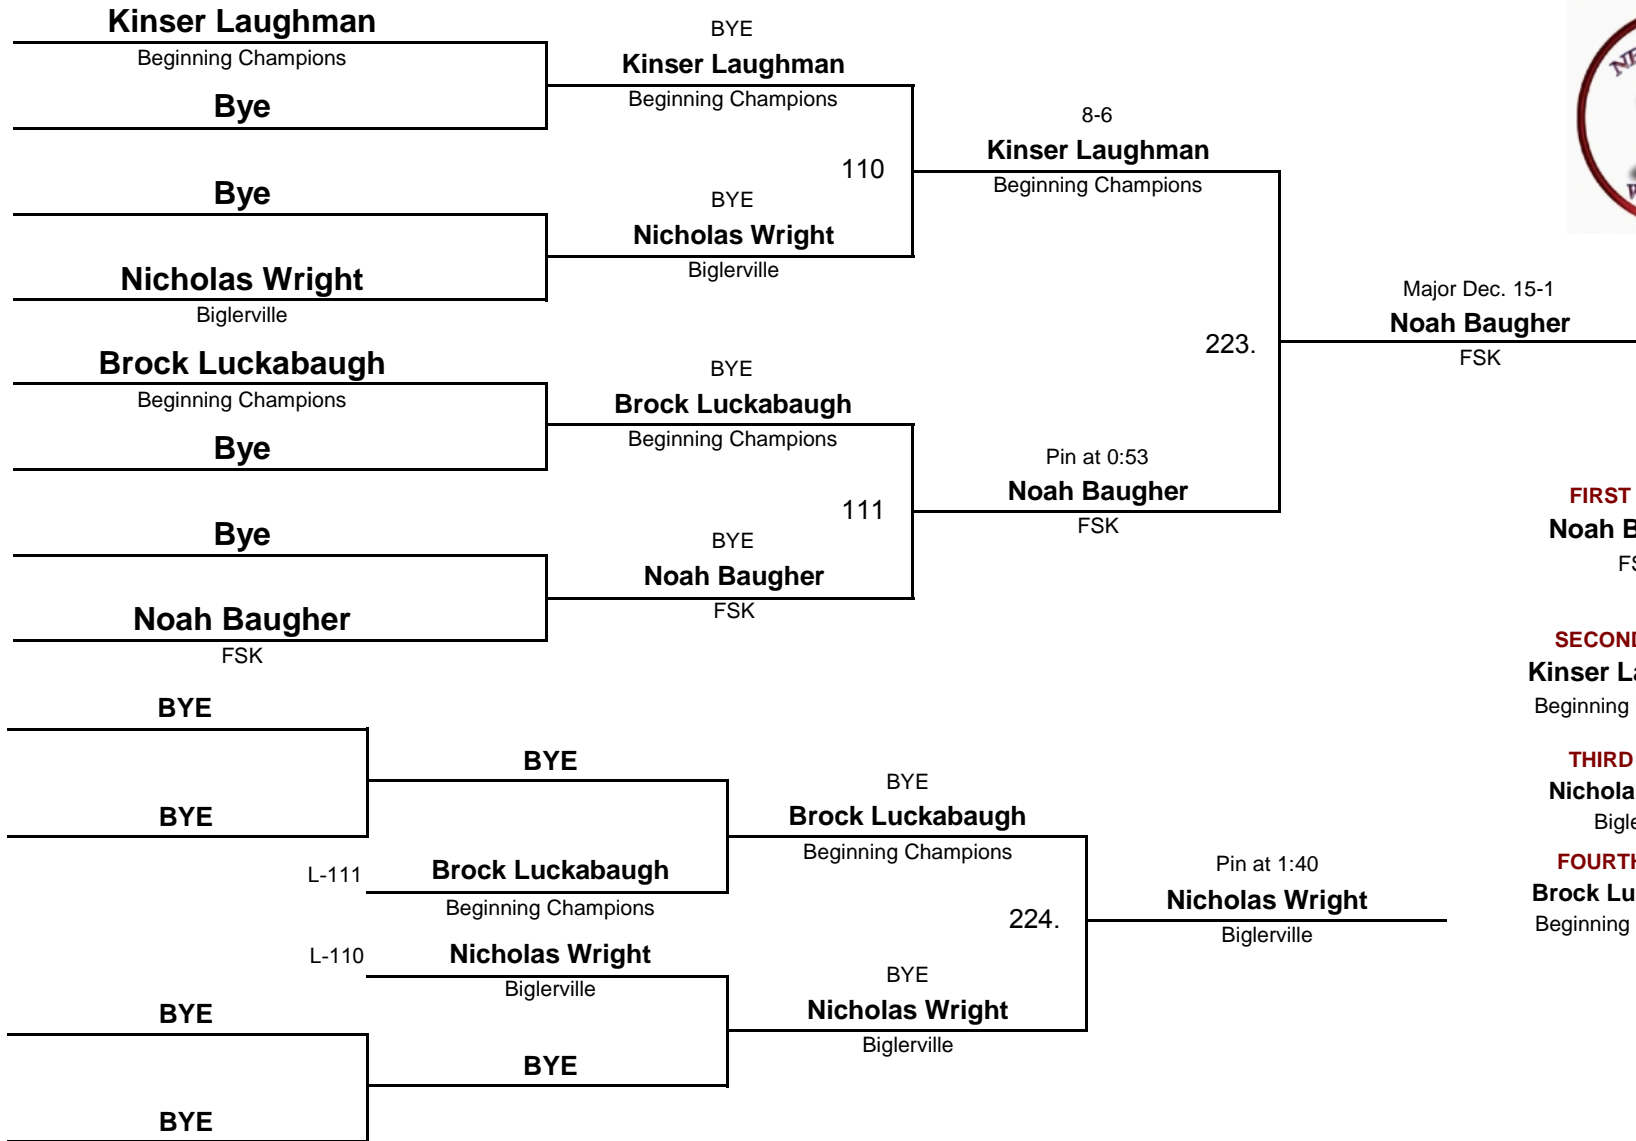 Kinser Laughman
Beginning Champions
Bye
Bye
Nicholas Wright
Biglerville
Brock Luckabaugh
Beginning Champions
Bye
Bye
Noah Baugher
FSK
BYE
Kinser Laughman
Beginning Champions
110
BYE
Nicholas Wright
Biglerville
BYE
Brock Luckabaugh
Beginning Champions
111
BYE
Noah Baugher
FSK
8-6
Kinser Laughman
Beginning Champions
223.
Pin at 0:53
Noah Baugher
FSK
Major Dec. 15-1
Noah Baugher
FSK
BYE
BYE
BYE
L-111
Brock Luckabaugh
Beginning Champions
L-110
Nicholas Wright
Biglerville
BYE
BYE
BYE
BYE
Brock Luckabaugh
Beginning Champions
224.
BYE
Nicholas Wright
Biglerville
Pin at 1:40
Nicholas Wright
Biglerville
FIRST
Noah
SECOND
Kinser
Beginning
THIRD
FOURTH
Brock
Beginning